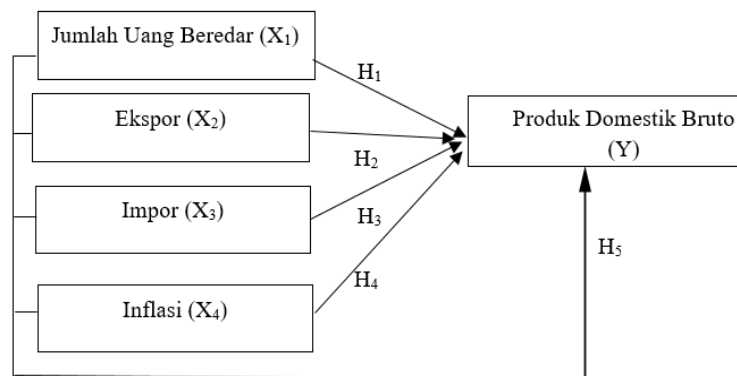 Jumlah Uang Beredar (X₁)
H₁
Ekspor (X₂)
Produk Domestik Bruto
(Y)
H₂
Impor (X₃)
H₃
H₅
H₄
Inflasi (X₄)